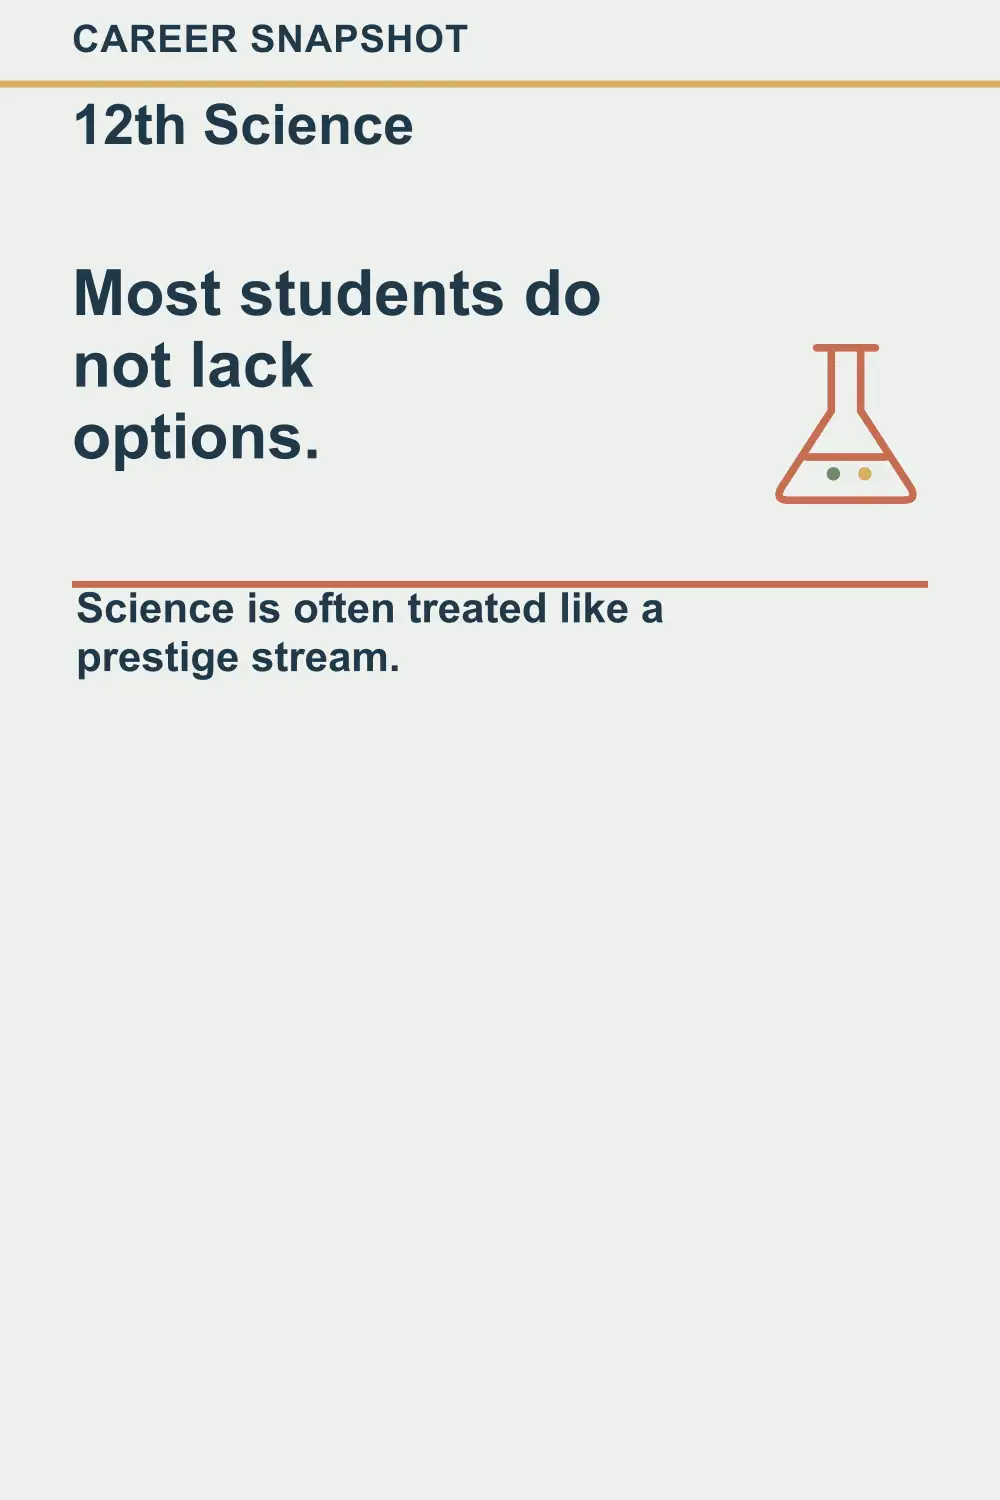 CAREER SNAPSHOT
12th Science
Most students do
not lack
options.
Science is often treated like a
prestige stream.